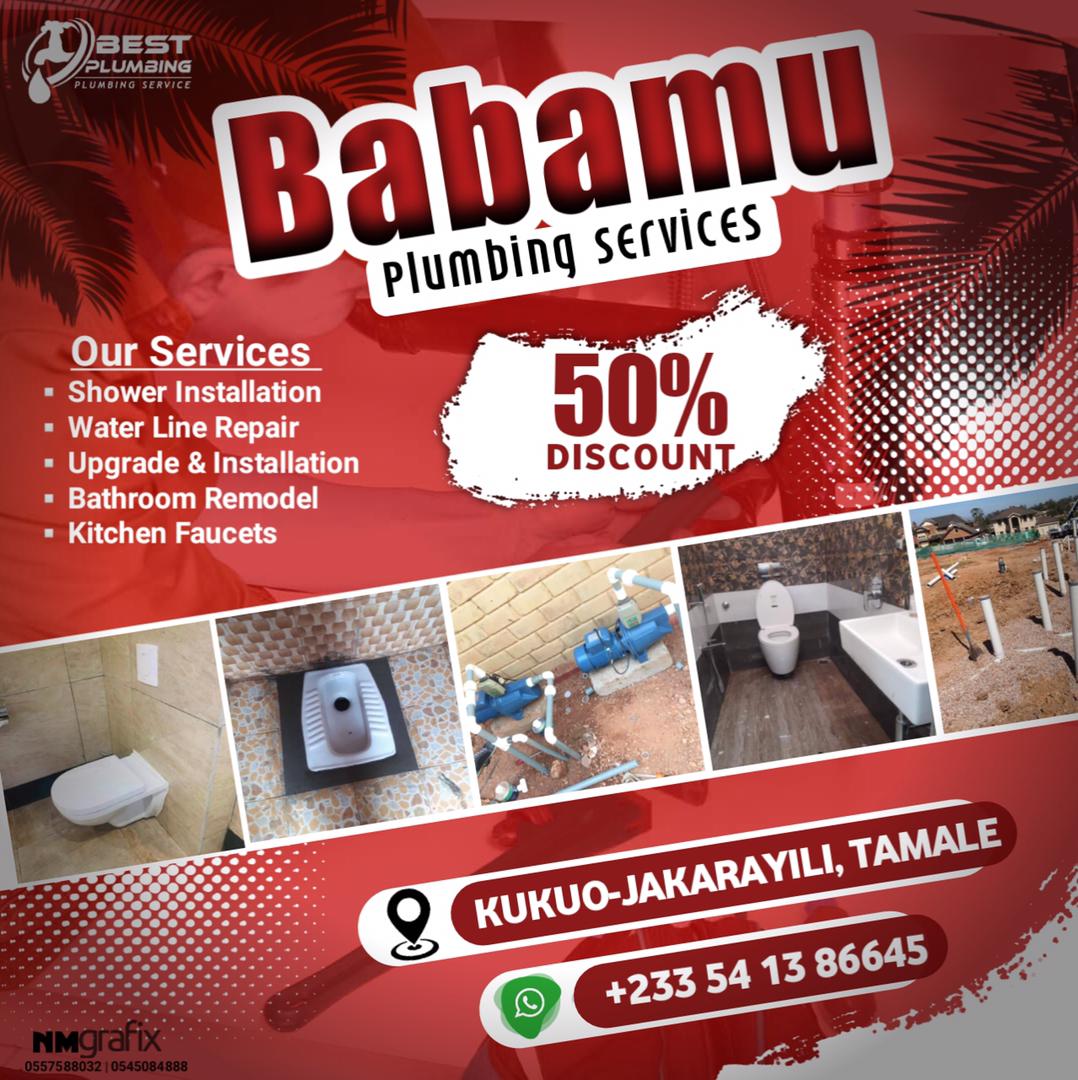 BEST
PLUMBING
PLUMBING SERVICE
Babamu
Plumbing Services
Our Services
▪ Shower Installation
▪ Water Line Repair
▪ Upgrade & Installation
▪ Bathroom Remodel
▪ Kitchen Faucets
50%
DISCOUNT
KUKUO-JAKARAYILI, TAMALE
+233 54 13 86645
NMgrafix
0557588032 | 0545084888